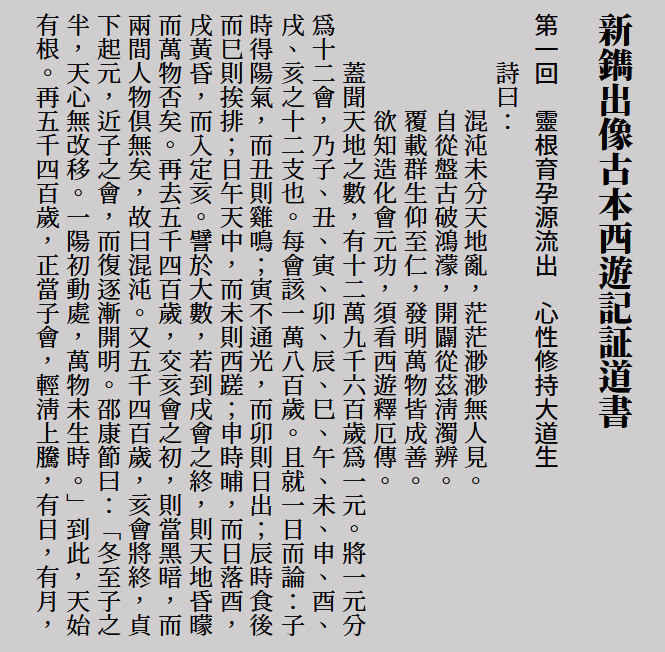 新鐫出像古本西遊記証道書
第一回　靈根育孕源流出　心性修持大道生
詩曰：
混沌未分天地亂，茫茫渺渺無人見。
自從盤古破鴻濛，開闢從茲淸濁辨。
覆載群生仰至仁，發明萬物皆成善。
欲知造化會元功，須看西遊釋厄傳。
蓋聞天地之數，有十二萬九千六百歲爲一元。將一元分
爲十二會，乃子、丑、寅、卯、辰、巳、午、未、申、酉、
戌、亥之十二支也。每會該一萬八百歲。且就一日而論：子
時得陽氣，而丑則雞鳴；寅不通光，而卯則日出；辰時食後，
而巳則挨排；日午天中，而未則西蹉；申時晡，而日落酉，
戌黃昏，而人定亥。譬於大數，若到戌會之終，則天地昏曚
而萬物否矣。再去五千四百歲，交亥會之初，則當黑暗，而
兩間人物俱無矣，故曰混沌。又五千四百歲，亥會將終，貞
下起元，近子之會，而復逐漸開明。邵康節曰：「冬至子之
半，天心無改移。一陽初動處，萬物未生時。」到此，天始
有根。再五千四百歲，正當子會，輕淸上騰，有日，有月，